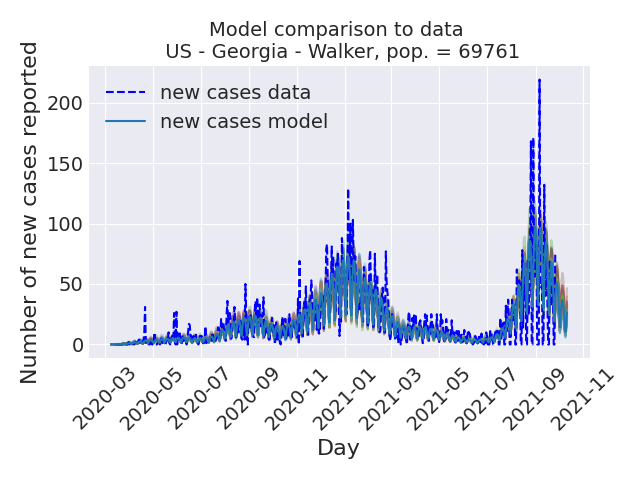 Model comparison to data
US - Georgia - Walker, pop. = 69761
Number of new cases reported
200
150
100
50
0
new cases data
new cases model
2020-03
2020-05
2020-07
2020-09
2020-11
2021-01
2021-03
2021-05
2021-07
2021-09
2021-11
Day